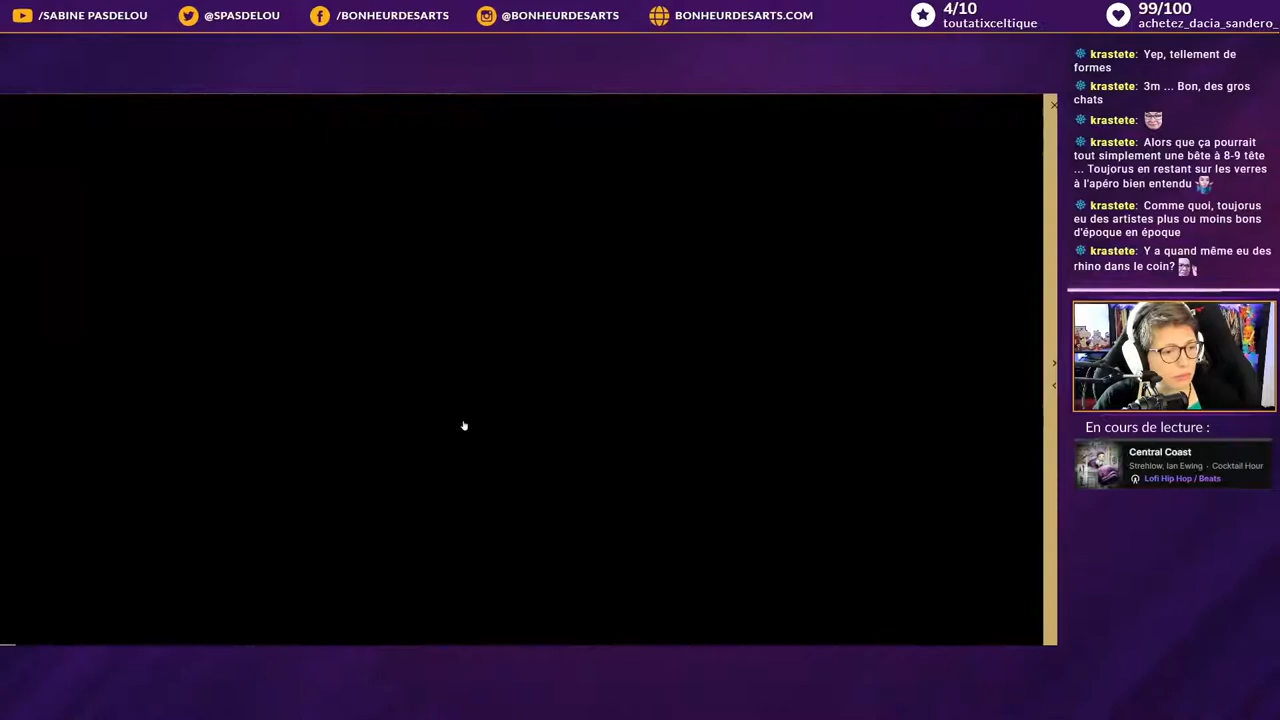 /SABINE PASDELOU
@SPASDELOU
/BONHEURDESARTS
@BONHEURDESARTS
BONHEURDESARTS.COM
4/10
toutatixceltique
99/100
achetez_dacia_sandero_
krastete: Yep, tellement de
formes
krastete: 3m ... Bon, des gros
chats
krastete:
krastete: Alors que ça pourrait
tout simplement une bête à 8-9 tête
... Toujorus en restant sur les verres
à l'apéro bien entendu
krastete: Comme quoi, toujorus
eu des artistes plus ou moins bons
d'époque en époque
krastete: Y a quand même eu des
rhino dans le coin?
En cours de lecture :
Central Coast
Strehlow, Ian Ewing · Cocktail Hour
Lofi Hip Hop / Beats